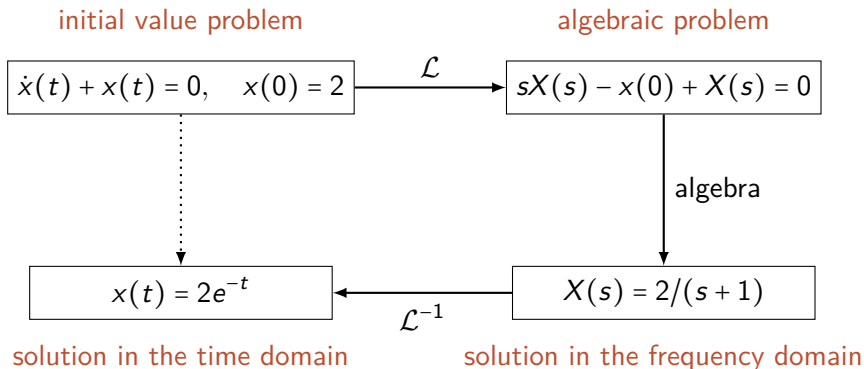 initial value problem
algebraic problem
ẋ(t) + x(t) = 0, x(0) = 2
ℒ
sX(s) − x(0) + X(s) = 0
algebra
x(t) = 2e⁻ᵗ
ℒ⁻¹
X(s) = 2/(s + 1)
solution in the time domain
solution in the frequency domain